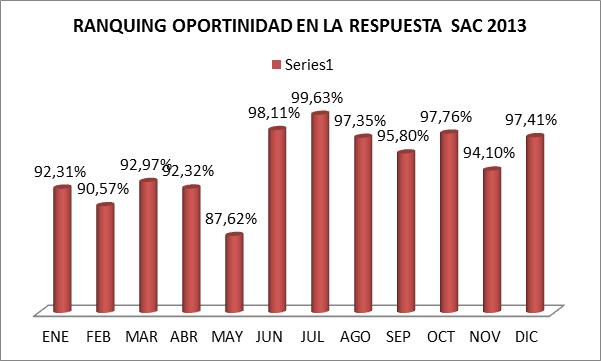 RANQUING OPORTINIDAD EN LA RESPUESTA SAC 2013
Series1
92,31% 90,57% 92,97% 92,32% 87,62% 98,11% 99,63% 97,35% 95,80% 97,76% 94,10% 97,41%
ENE FEB MAR ABR MAY JUN JUL AGO SEP OCT NOV DIC